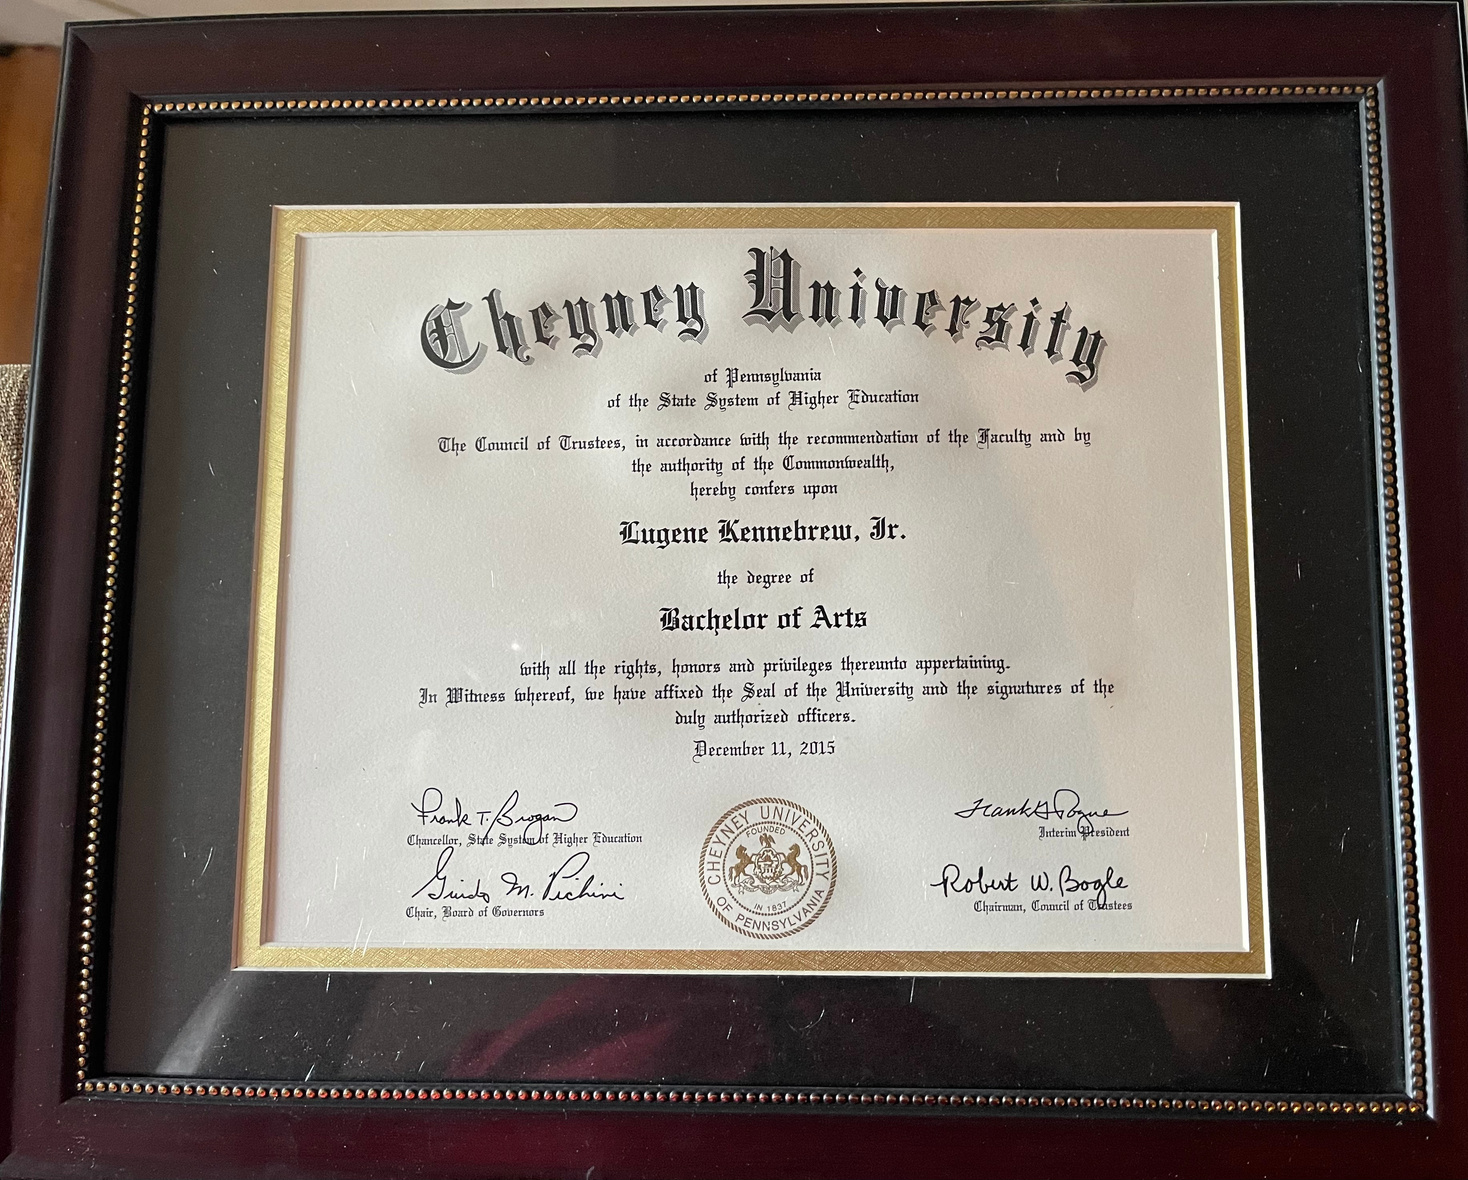 Cheyney University
of Pennsylvania
of the State System of Higher Education
The Council of Trustees, in accordance with the recommendation of the Faculty and by
the authority of the Commonwealth,
hereby confers upon
Eugene Kennebrew, Jr.
the degree of
Bachelor of Arts
with all the rights, honors and privileges thereunto appertaining.
In Witness whereof, we have affixed the Seal of the University and the signatures of the
duly authorized officers.
December 11, 2015
Frank T. Brogan
Chancellor, State System of Higher Education
Guido M. Pichini
Chair, Board of Governors
CHEYNEY UNIVERSITY
OF PENNSYLVANIA
FOUNDED
IN 1837
Frank G Pogue
Interim President
Robert W. Bogle
Chairman, Council of Trustees